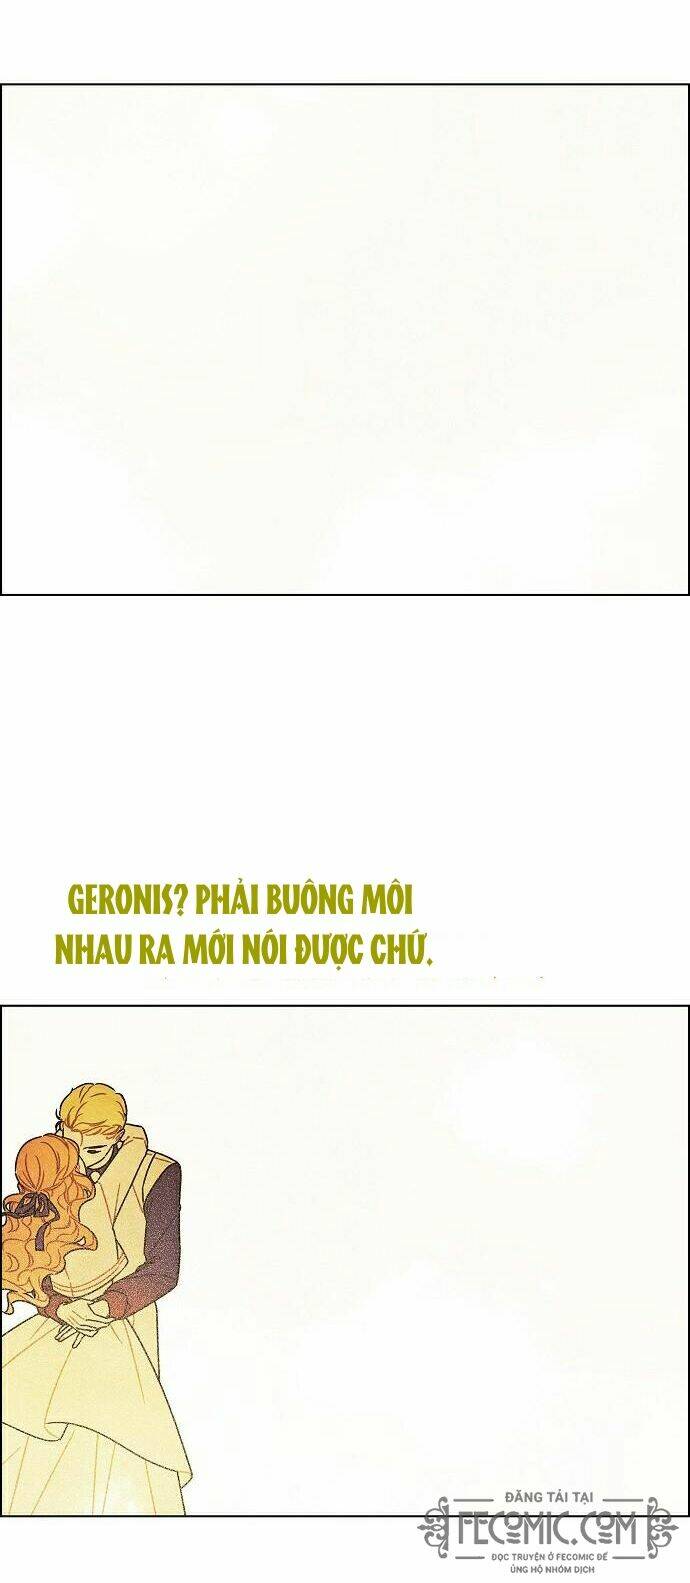 GERONIS? PHẢI BUÔNG MÔI
NHAU RA MỚI NÓI ĐƯỢC CHỨ.
ĐĂNG TẢI TẠI
FECOMIC.COM
ĐỌC TRUYỆN Ở FECOMIC ĐỂ
ỦNG HỘ NHÓM DỊCH